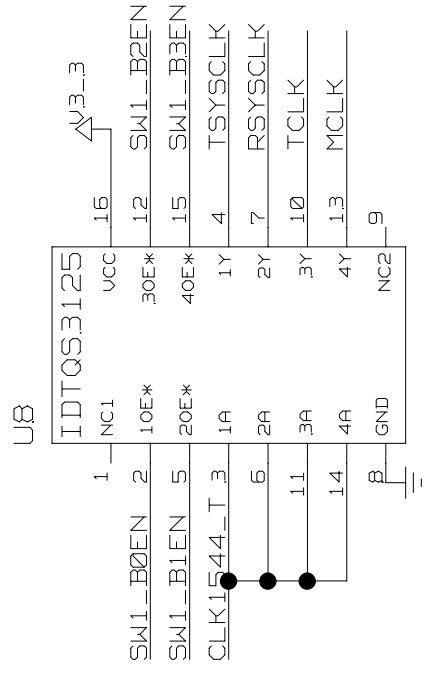 U8
IDTQS3125
1 NC1 VCC 16 V3_3
SW1_B0EN 2 1OE* 3OE* 12 SW1_B2EN
SW1_B1EN 5 2OE* 4OE* 15 SW1_B3EN
CLK1544_T 3 1A 1Y 4 TSYSCLK
6 2A 2Y 7 RSYSCLK
11 3A 3Y 10 TCLK
14 4A 4Y 13 MCLK
8 GND NC2 9